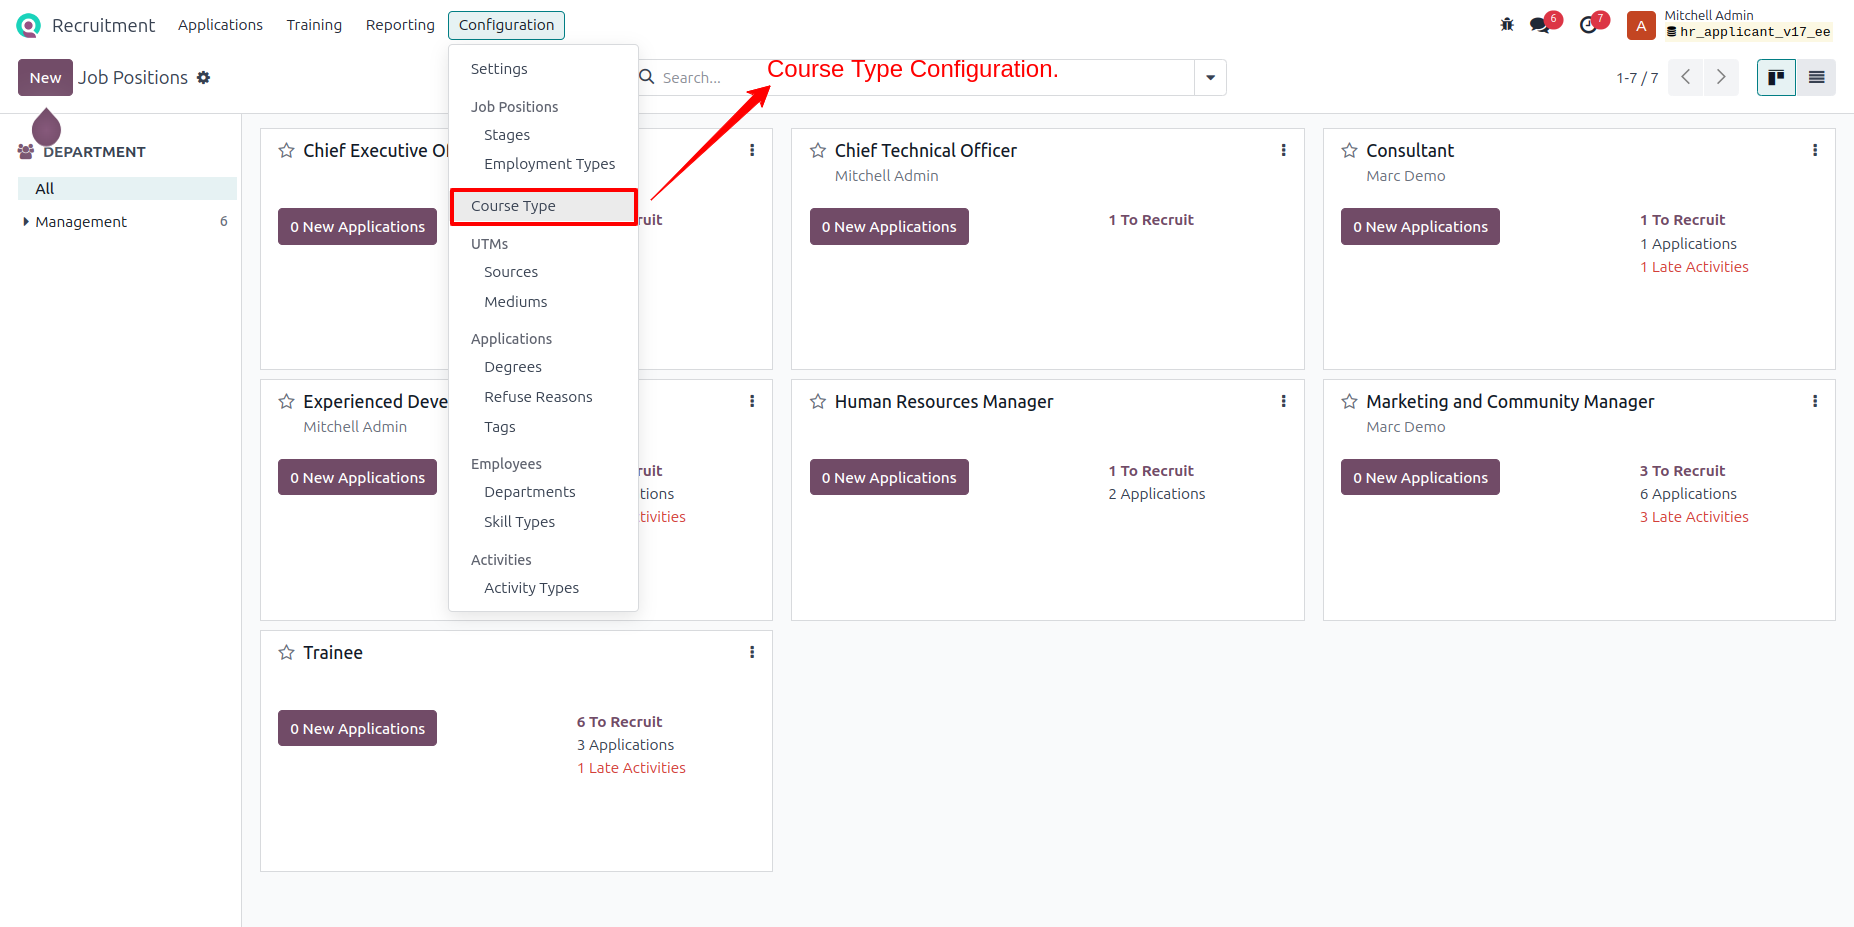 Recruitment Applications Training Reporting Configuration
6 7 A Mitchell Admin
hr_applicant_v17_ee
New Job Positions
Search...
Course Type Configuration.
1-7 / 7
DEPARTMENT
All
Management 6
Settings
Job Positions
Stages
Employment Types
Course Type
UTMs
Sources
Mediums
Applications
Degrees
Refuse Reasons
Tags
Employees
Departments
Skill Types
Activities
Activity Types
Chief Executive
0 New Applications
Chief Technical Officer
Mitchell Admin
0 New Applications 1 To Recruit
Consultant
Marc Demo
0 New Applications 1 To Recruit
1 Applications
1 Late Activities
Experienced Deve
Mitchell Admin
0 New Applications ruit
tions
tivities
Human Resources Manager
0 New Applications 1 To Recruit
2 Applications
Marketing and Community Manager
Marc Demo
0 New Applications 3 To Recruit
6 Applications
3 Late Activities
Trainee
0 New Applications 6 To Recruit
3 Applications
1 Late Activities